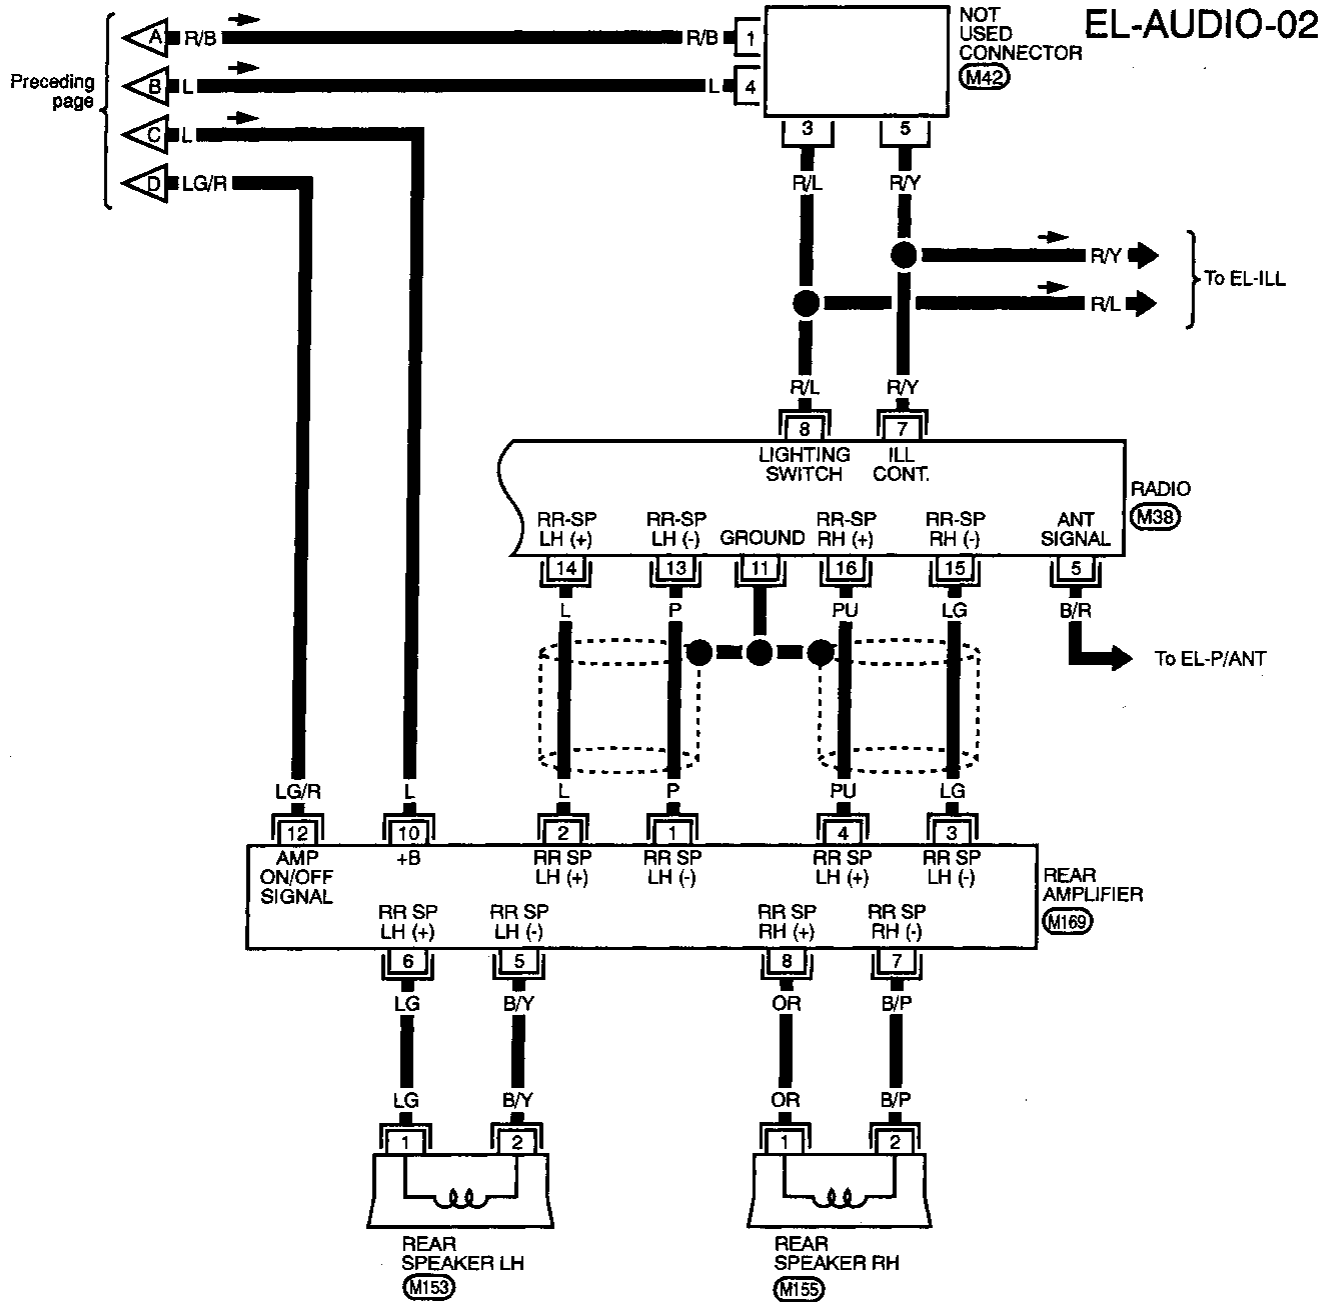 EL-AUDIO-02
Preceding
page
A R/B R/B 1
B L L 4
C L
D LG/R
NOT
USED
CONNECTOR
M42
3 5
R/L R/Y
R/Y
R/L
To EL-ILL
R/L R/Y
8 7
LIGHTING
SWITCH
ILL
CONT.
RADIO
M38
RR-SP
LH (+)
RR-SP
LH (-)
GROUND
RR-SP
RH (+)
RR-SP
RH (-)
ANT
SIGNAL
14 13 11 16 15 5
L P PU LG B/R
To EL-P/ANT
LG/R L L P PU LG
12 10 2 1 4 3
AMP
ON/OFF
SIGNAL
+B
RR SP
LH (+)
RR SP
LH (-)
RR SP
LH (+)
RR SP
LH (-)
REAR
AMPLIFIER
M169
RR SP
LH (+)
RR SP
LH (-)
RR SP
RH (+)
RR SP
RH (-)
6 5 8 7
LG B/Y OR B/P
LG B/Y OR B/P
1 2 1 2
REAR
SPEAKER LH
M153
REAR
SPEAKER RH
M155